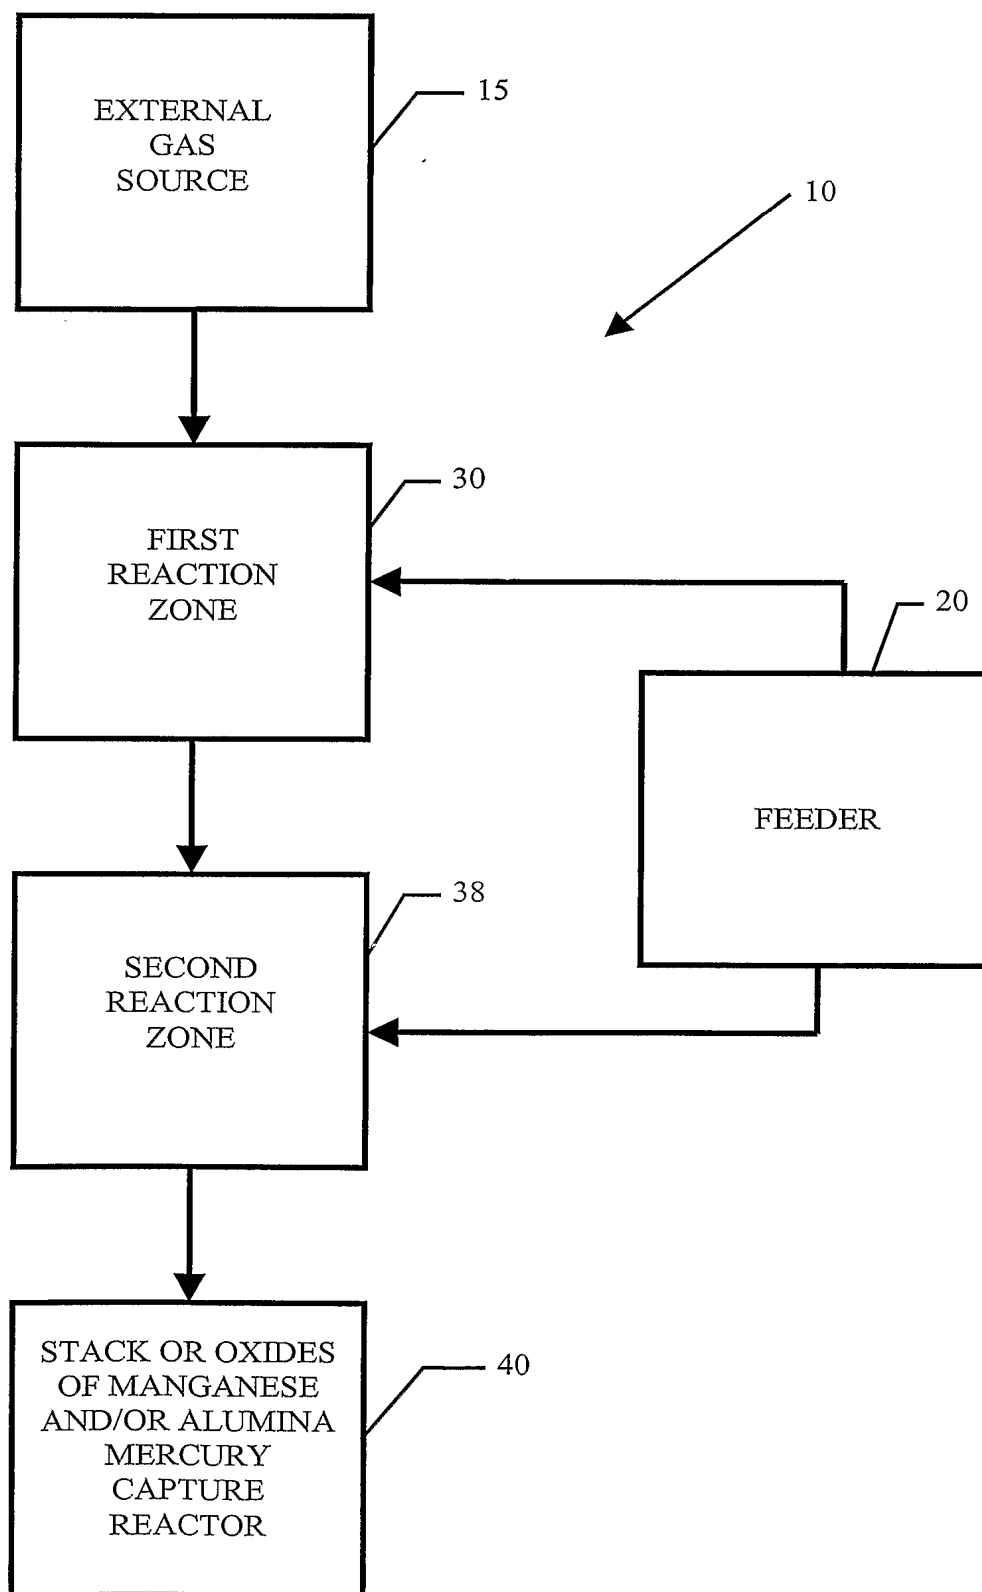 EXTERNAL
GAS
SOURCE
15
10
FIRST
REACTION
ZONE
30
20
FEEDER
SECOND
REACTION
ZONE
38
STACK OR OXIDES
OF MANGANESE
AND/OR ALUMINA
MERCURY
CAPTURE
REACTOR
40